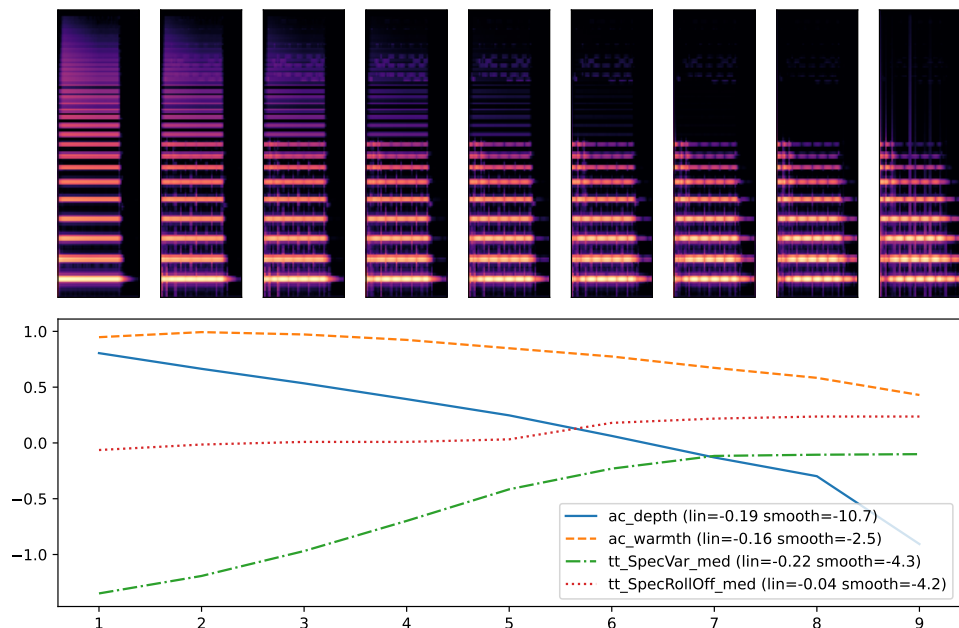 1.0
0.5
0.0
−0.5
−1.0
ac_depth (lin=-0.19 smooth=-10.7)
ac_warmth (lin=-0.16 smooth=-2.5)
tt_SpecVar_med (lin=-0.22 smooth=-4.3)
tt_SpecRollOff_med (lin=-0.04 smooth=-4.2)
1 2 3 4 5 6 7 8 9